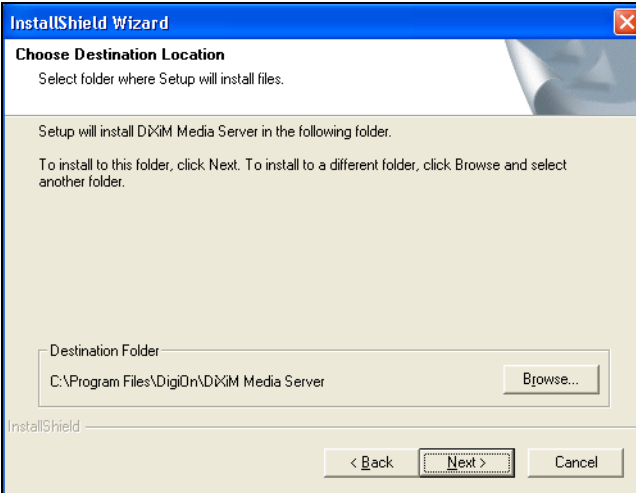 InstallShield Wizard
Choose Destination Location
Select folder where Setup will install files.
Setup will install DiXiM Media Server in the following folder.
To install to this folder, click Next. To install to a different folder, click Browse and select
another folder.
Destination Folder
C:\Program Files\DigiOn\DiXiM Media Server
Browse...
InstallShield
< Back
Next >
Cancel